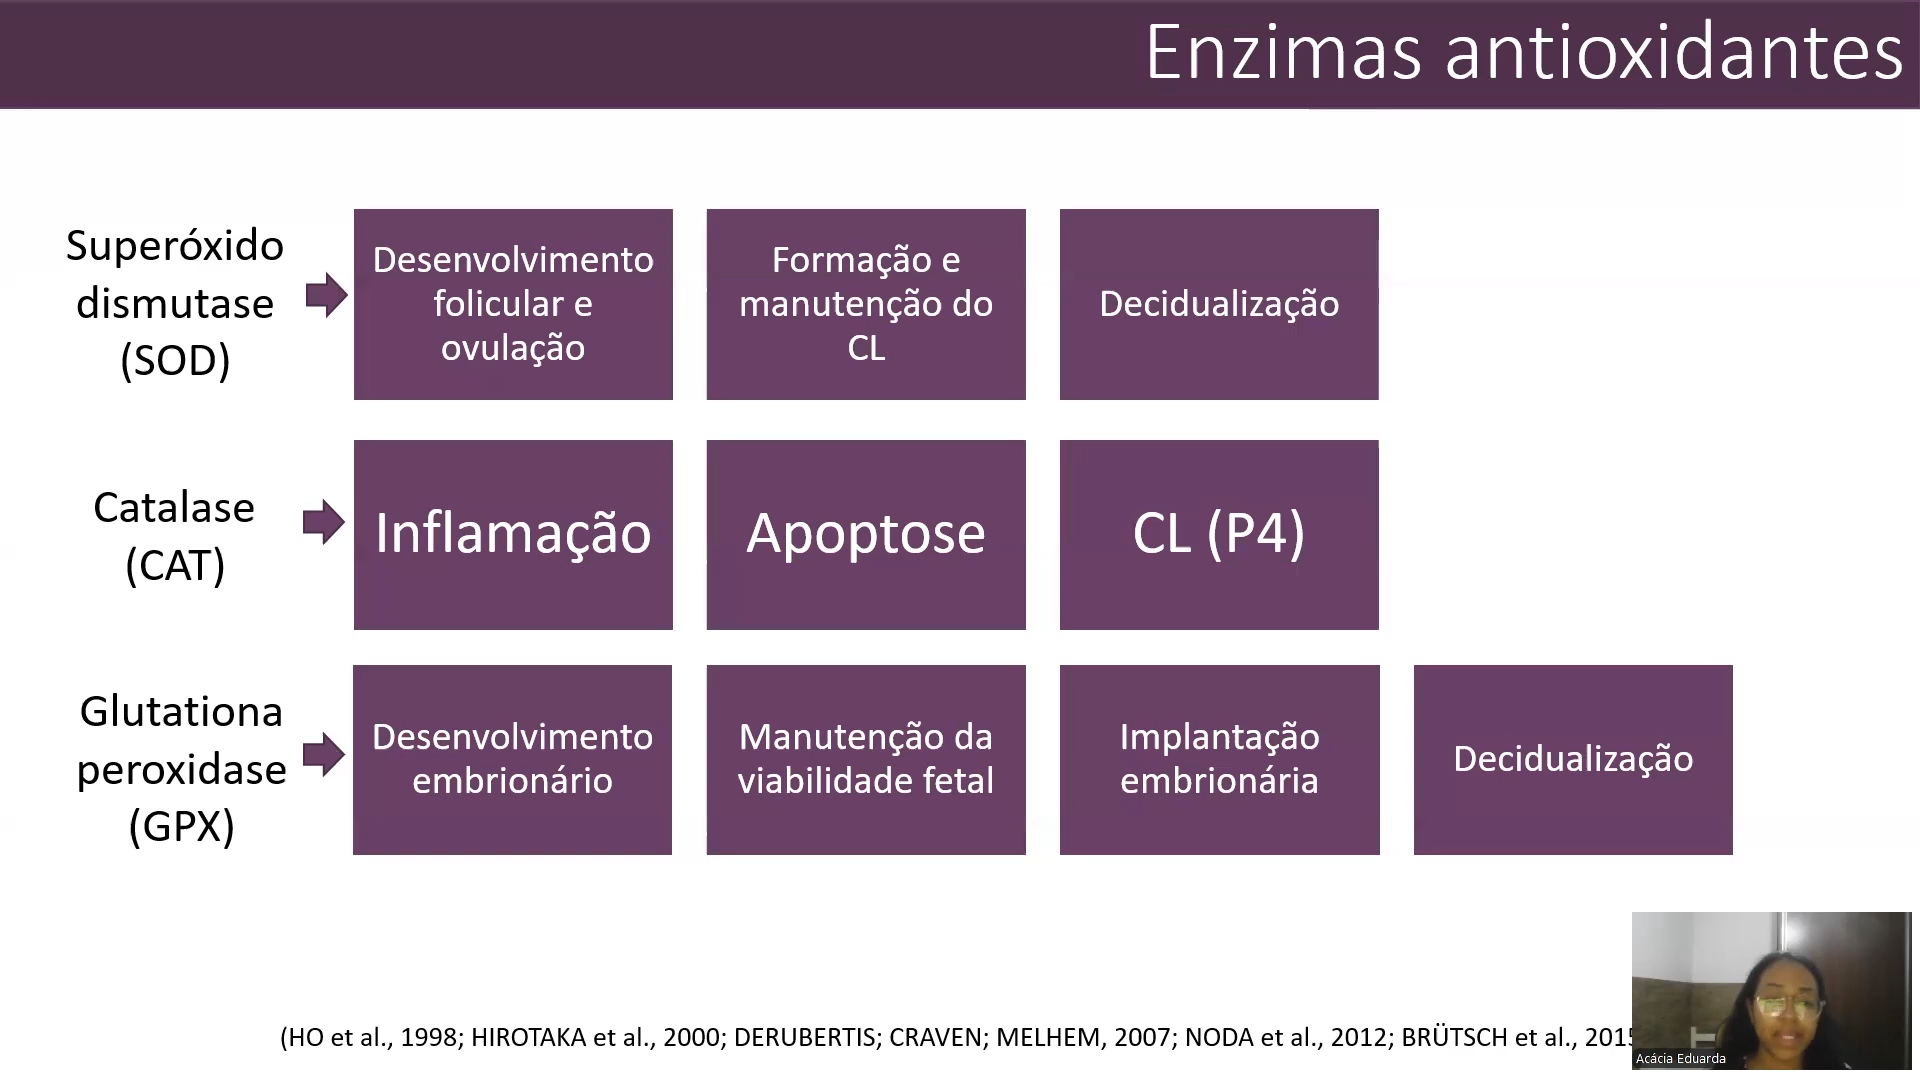 Enzimas antioxidantes
Superóxido
dismutase
(SOD)
Desenvolvimento
folicular e
ovulação
Formação e
manutenção do
CL
Decidualização
Catalase
(CAT)
Inflamação
Apoptose
CL (P4)
Glutationa
peroxidase
(GPX)
Desenvolvimento
embrionário
Manutenção da
viabilidade fetal
Implantação
embrionária
Decidualização
(HO et al., 1998; HIROTAKA et al., 2000; DERUBERTIS; CRAVEN; MELHEM, 2007; NODA et al., 2012; BRÜTSCH et al., 2015
Acácia Eduarda